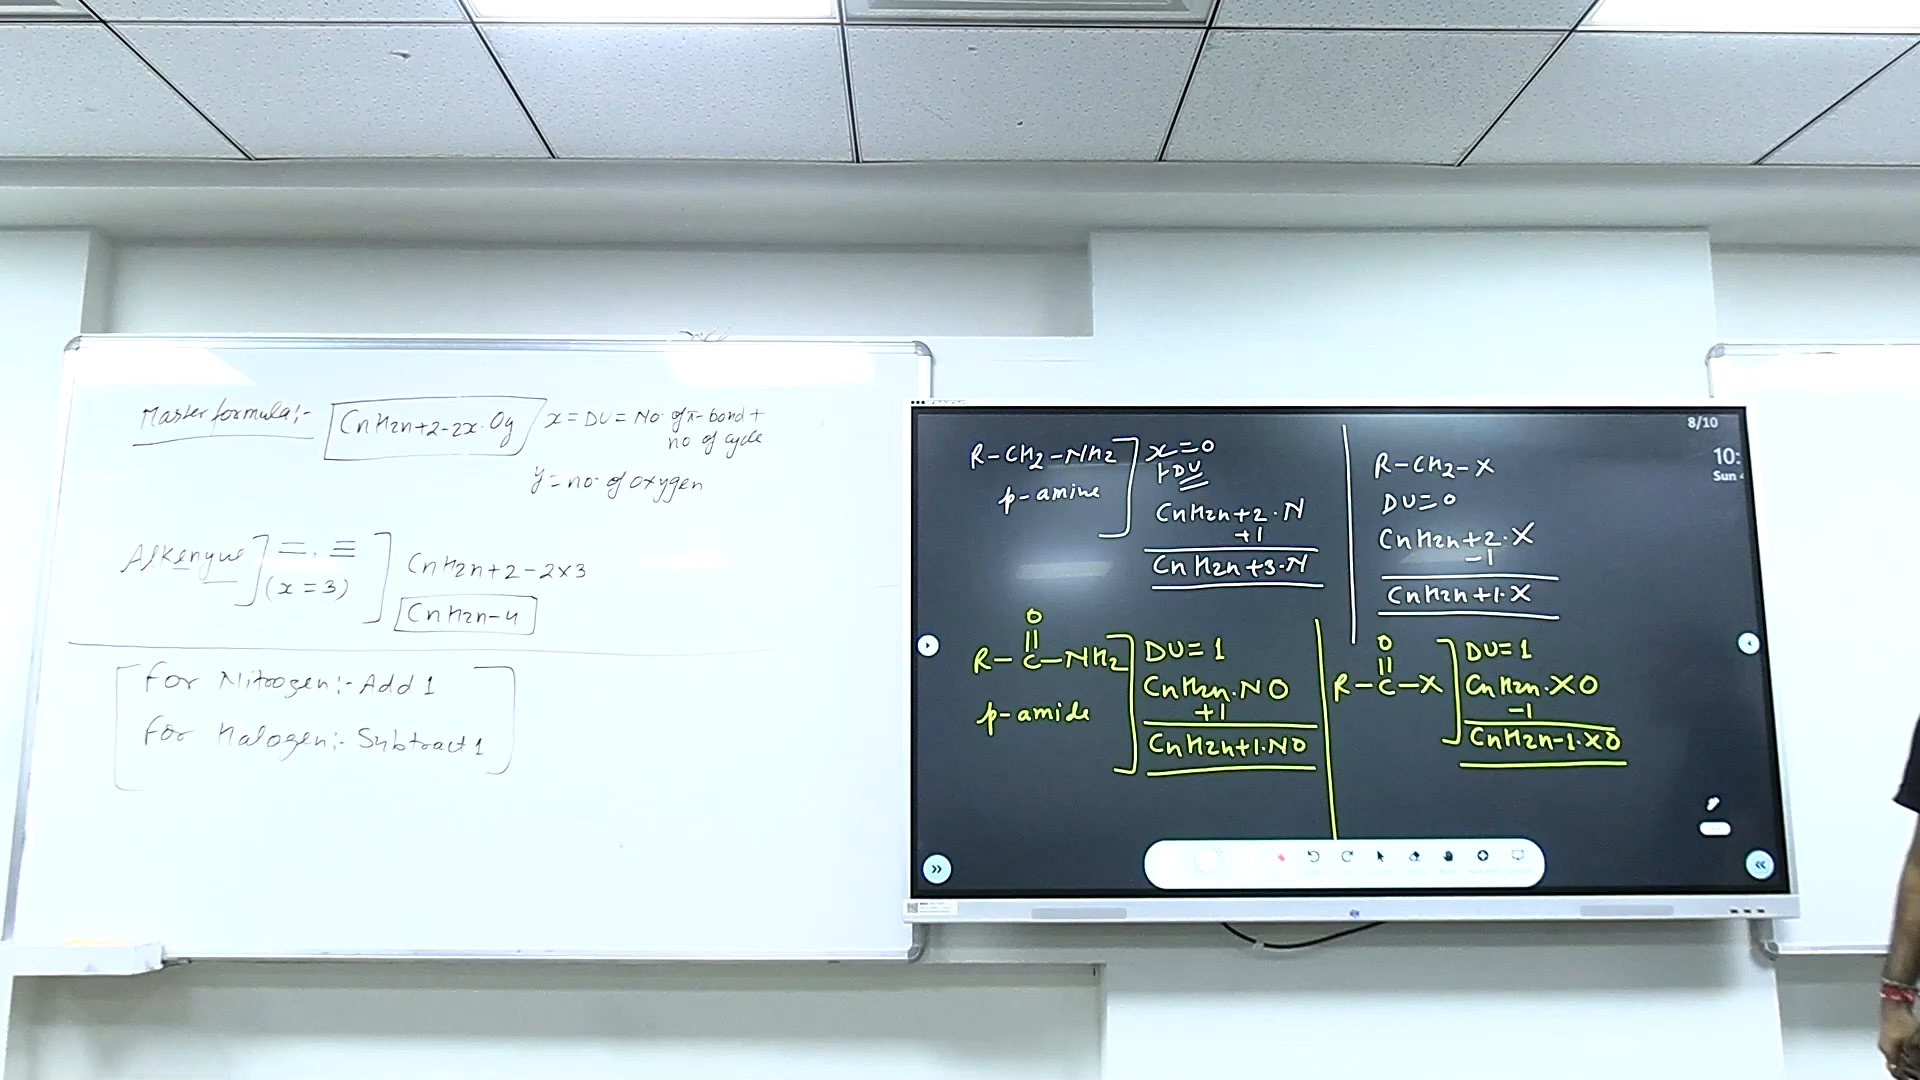 Master formula:- CnH2n+2-2x.Oy x = DU = No. of π-bond +
no of cycle
y = no. of oxygen
Alkenyne =, ≡
(x = 3)
CnH2n+2-2x3
CnH2n-4
For Nitrogen:- Add 1
For Halogen:- Subtract 1
8/10
10:
Sun
R-CH2-NH2
p-amine
x=0
DU
CnH2n+2.N
+1
CnH2n+3.N
R-CH2-X
DU=0
CnH2n+2.X
-1
CnH2n+1.X
O
||
R-C-NH2
p-amide
DU=1
CnH2n.NO
+1
CnH2n+1.NO
O
||
R-C-X
DU=1
CnH2n.XO
-1
CnH2n-1.XO